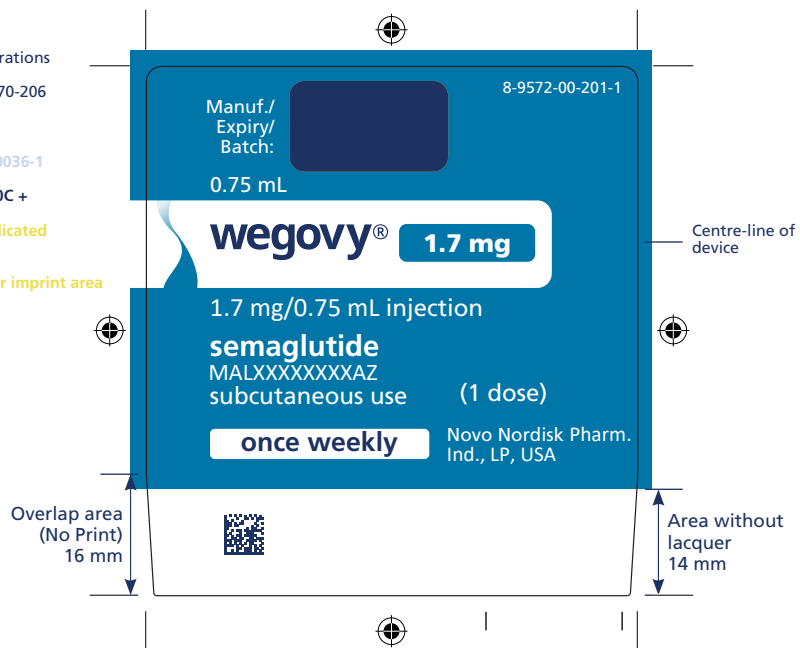 rations
70-206
0036-1
0C +
licated
r imprint area
8-9572-00-201-1
Manuf./
Expiry/
Batch:
0.75 mL
wegovy® 1.7 mg
Centre-line of
device
1.7 mg/0.75 mL injection
semaglutide
MALXXXXXXXXAZ
subcutaneous use (1 dose)
once weekly
Novo Nordisk Pharm.
Ind., LP, USA
Overlap area
(No Print)
16 mm
Area without
lacquer
14 mm